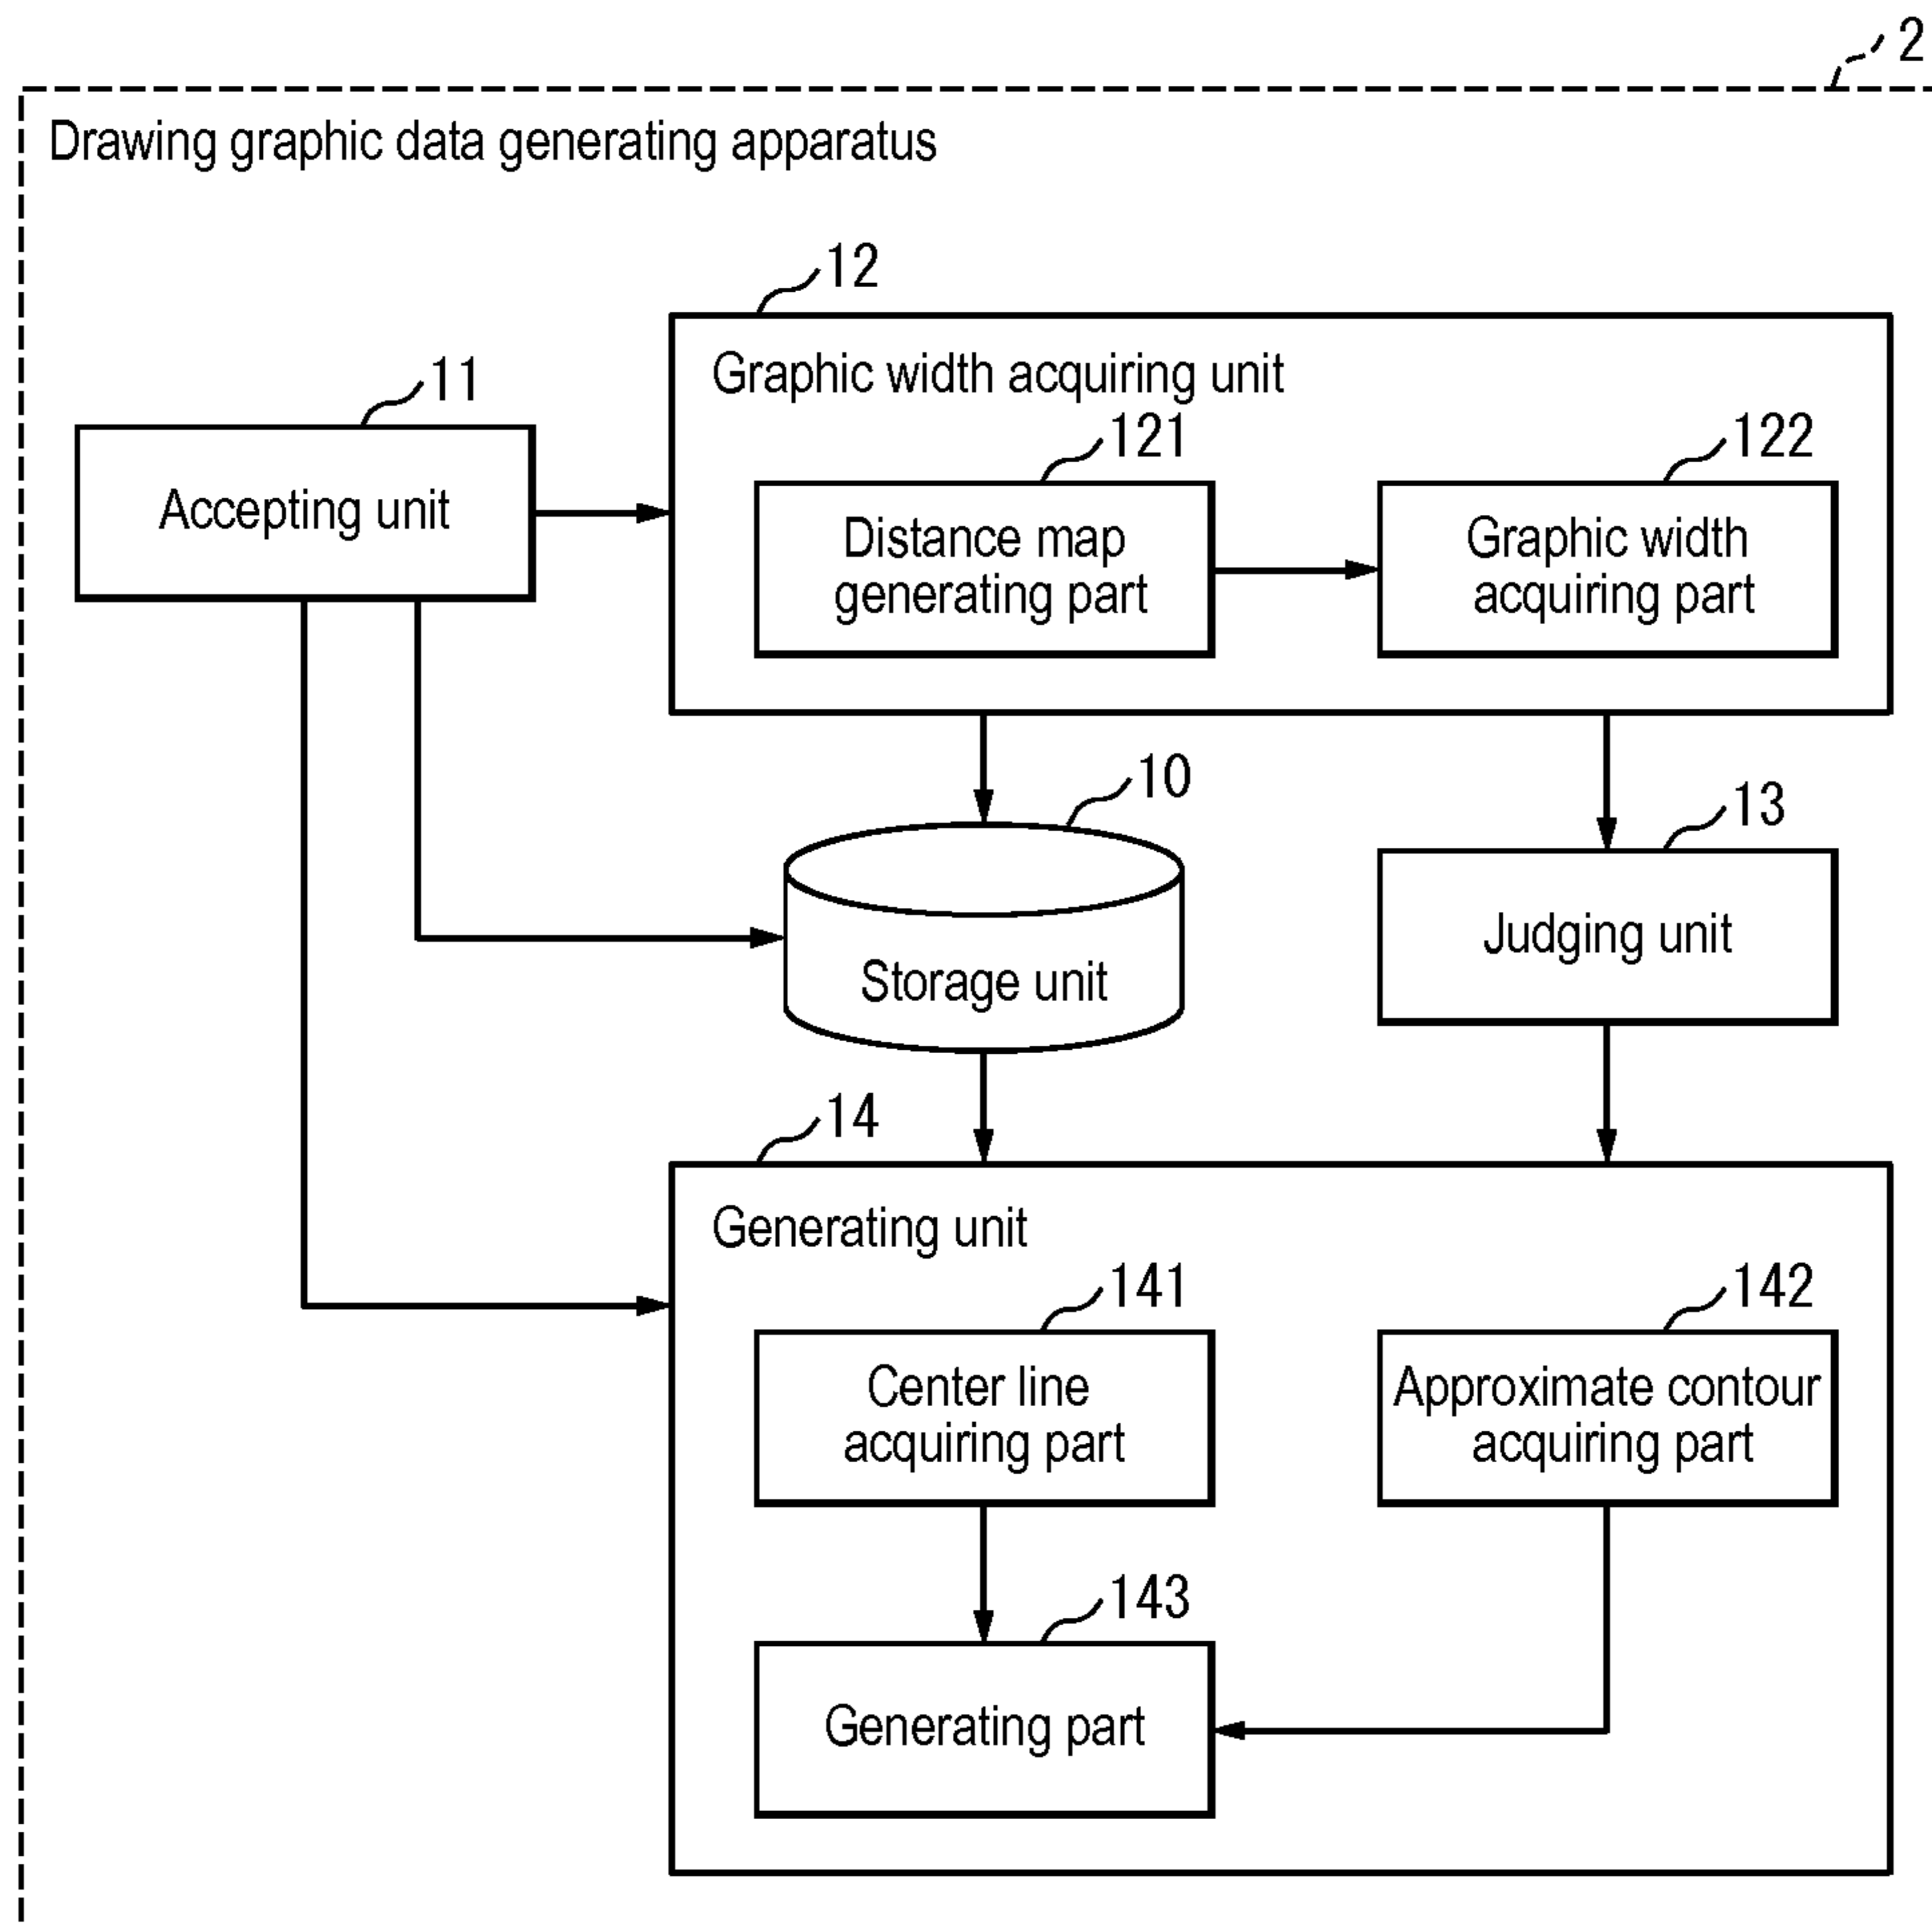 2
Drawing graphic data generating apparatus
12
Graphic width acquiring unit
11
Accepting unit
121
Distance map
generating part
122
Graphic width
acquiring part
10
Storage unit
13
Judging unit
14
Generating unit
141
Center line
acquiring part
142
Approximate contour
acquiring part
143
Generating part